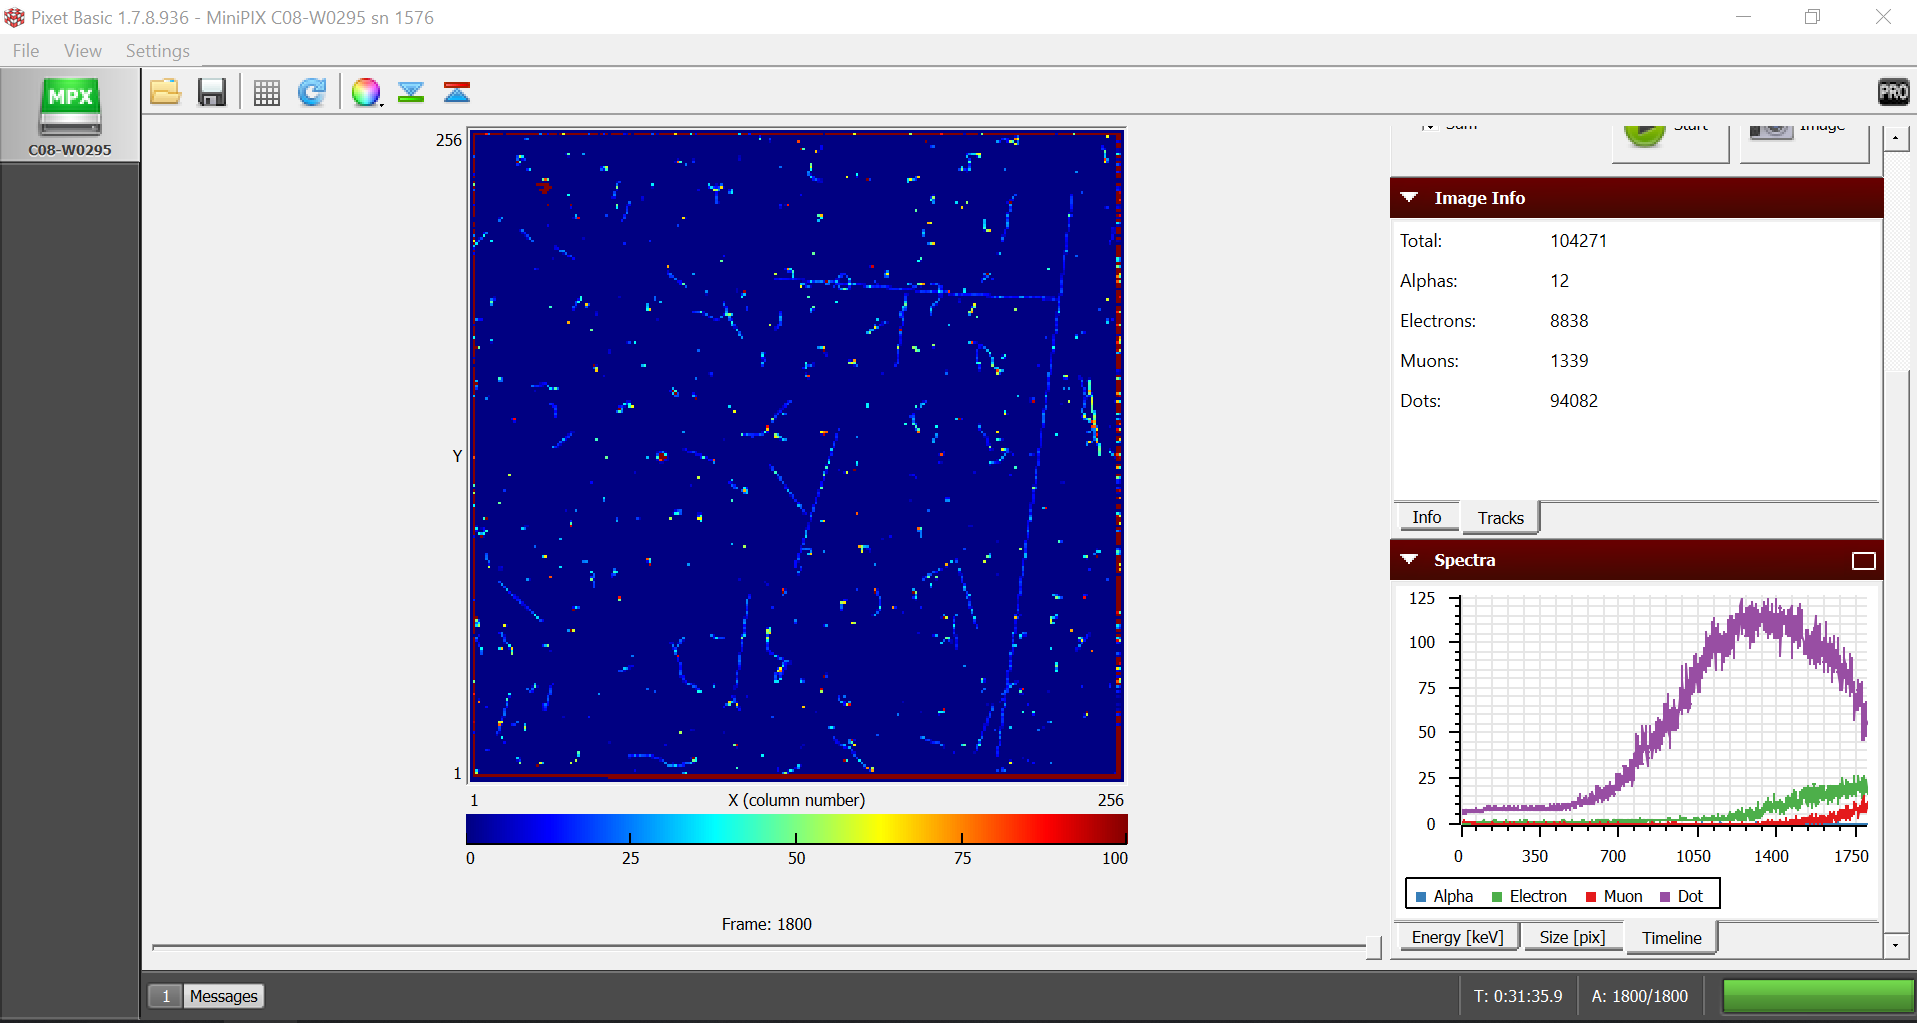 Pixet Basic 1.7.8.936 - MiniPIX C08-W0295 sn 1576
File View Settings
MPX
C08-W0295
PRO
256
Y
1
1 X (column number) 256
0 25 50 75 100
Frame: 1800
Sum Start Image
Image Info
Total: 104271
Alphas: 12
Electrons: 8838
Muons: 1339
Dots: 94082
Info Tracks
Spectra
125
100
75
50
25
0
0 350 700 1050 1400 1750
Alpha Electron Muon Dot
Energy [keV] Size [pix] Timeline
1 Messages
T: 0:31:35.9 A: 1800/1800